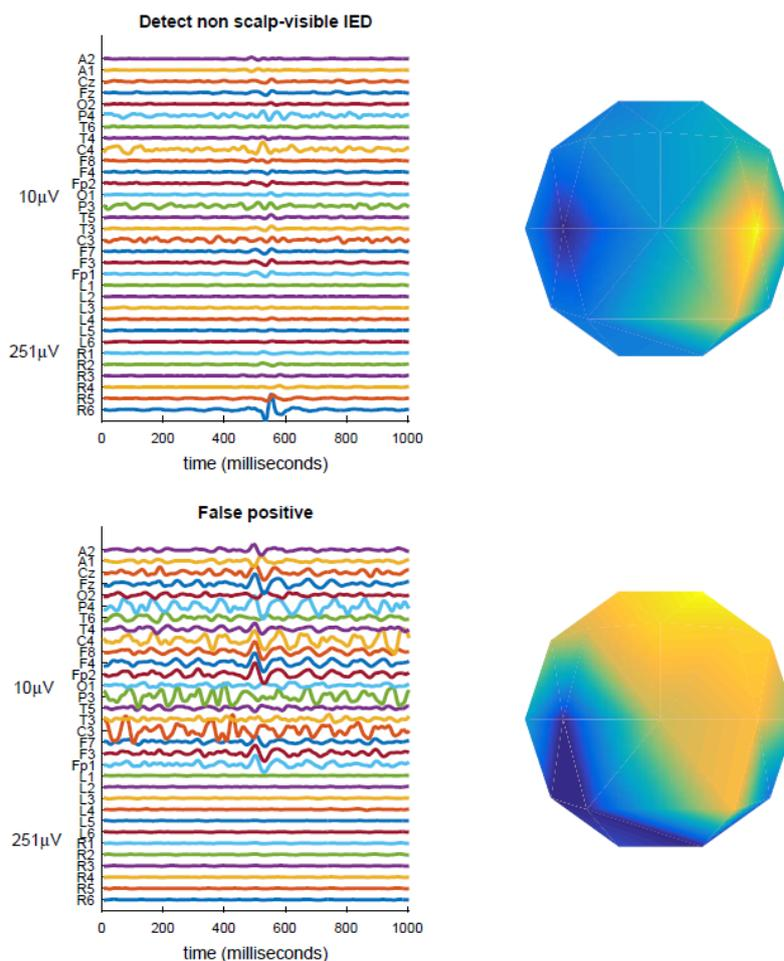 Detect non scalp-visible IED
A2
A1
Cz
Fz
O2
P4
T6
T4
C4
F8
F4
Fp2
10µV
O1
P3
T5
T3
C3
F7
F3
Fp1
L1
L2
L3
L4
251µV
L5
L6
R1
R2
R3
R4
R5
R6
0 200 400 600 800 1000
time (milliseconds)
False positive
A2
A1
Cz
Fz
O2
P4
T6
T4
C4
F8
F4
Fp2
10µV
O1
P3
T5
T3
C3
F7
F3
Fp1
L1
L2
L3
L4
L5
251µV
L6
R1
R2
R3
R4
R5
R6
0 200 400 600 800 1000
time (milliseconds)